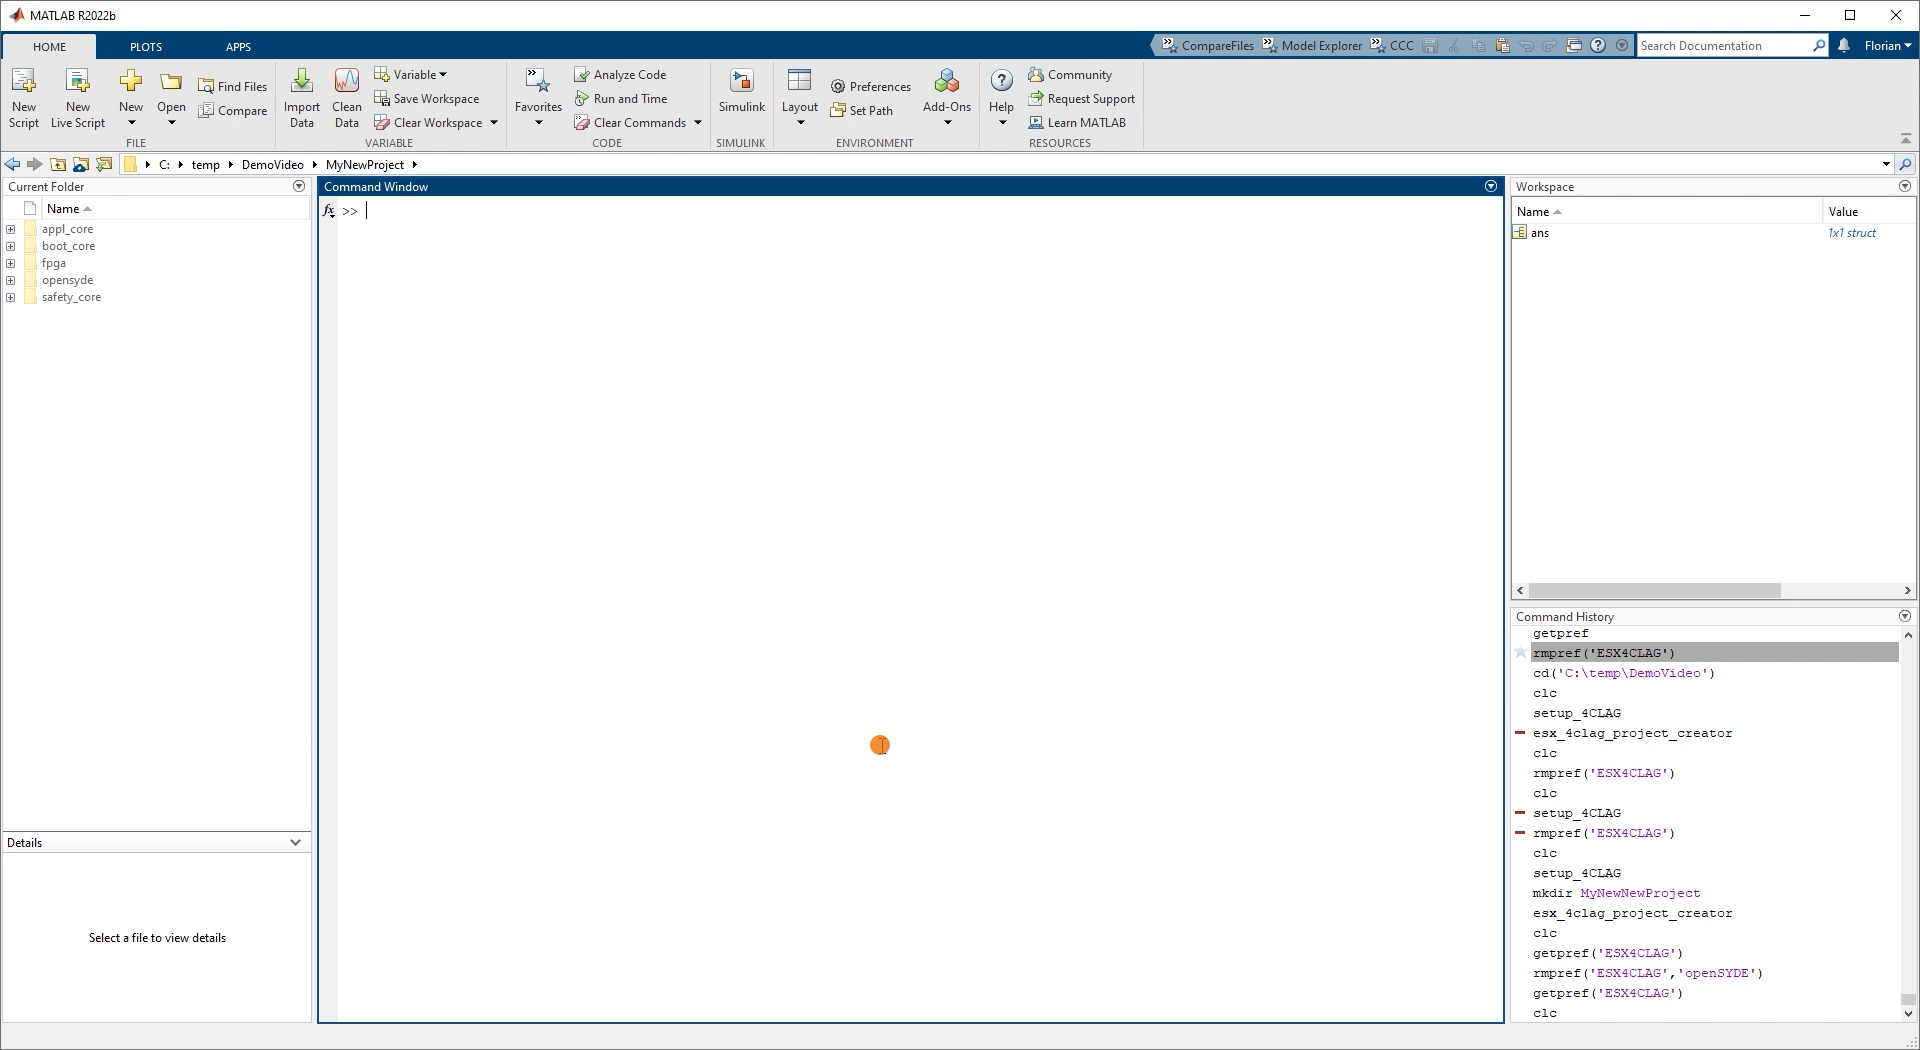 MATLAB R2022b
HOME PLOTS APPS
CompareFiles Model Explorer CCC
Search Documentation
Florian
New Script
New Live Script
New
Open
Find Files
Compare
FILE
Import Data
Clean Data
Variable
Save Workspace
Clear Workspace
VARIABLE
Favorites
Analyze Code
Run and Time
Clear Commands
CODE
Simulink
SIMULINK
Layout
Preferences
Set Path
Add-Ons
ENVIRONMENT
Help
Community
Request Support
Learn MATLAB
RESOURCES
C: temp DemoVideo MyNewProject
Current Folder
Name
appl_core
boot_core
fpga
opensyde
safety_core
Details
Select a file to view details
Command Window
fx >>
Workspace
Name Value
ans 1x1 struct
Command History
getpref
rmpref('ESX4CLAG')
cd('C:\temp\DemoVideo')
clc
setup_4CLAG
esx_4clag_project_creator
clc
rmpref('ESX4CLAG')
clc
setup_4CLAG
rmpref('ESX4CLAG')
clc
setup_4CLAG
mkdir MyNewNewProject
esx_4clag_project_creator
clc
getpref('ESX4CLAG')
rmpref('ESX4CLAG','openSYDE')
getpref('ESX4CLAG')
clc